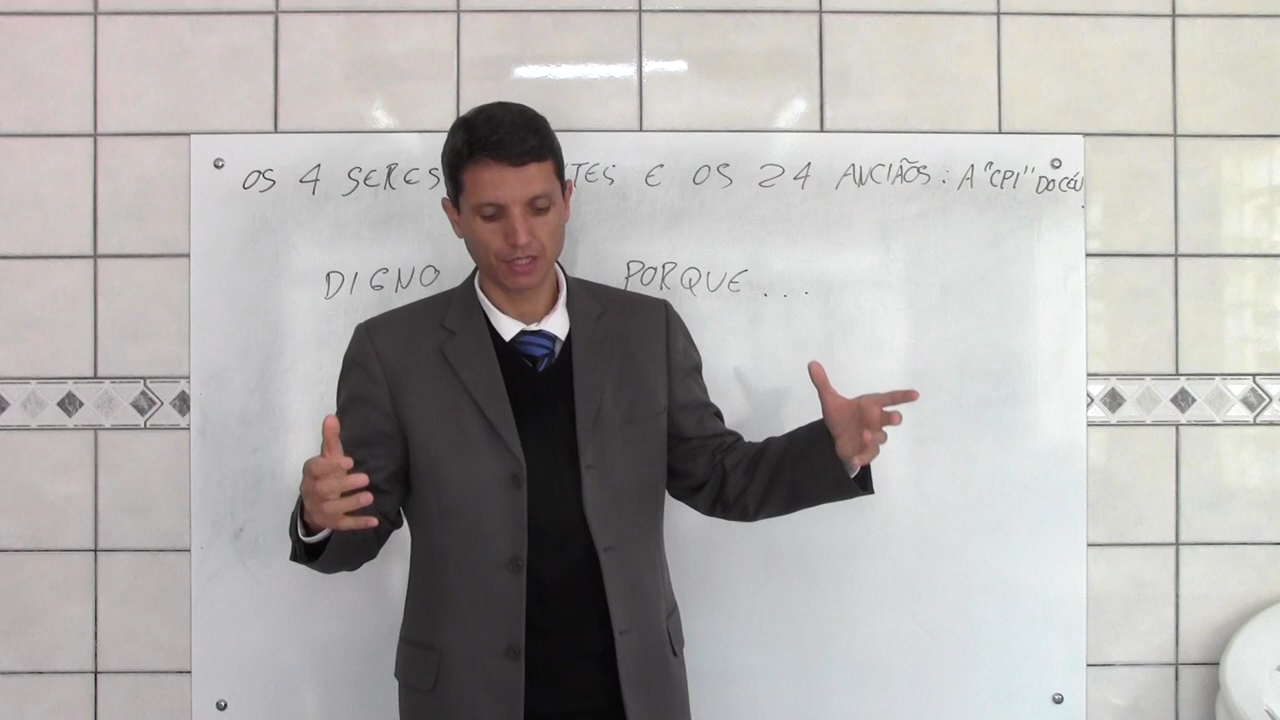 OS 4 SERES TES E OS 24 ANCIÃOS: A "CPI" DO CÉU
DIGNO PORQUE...